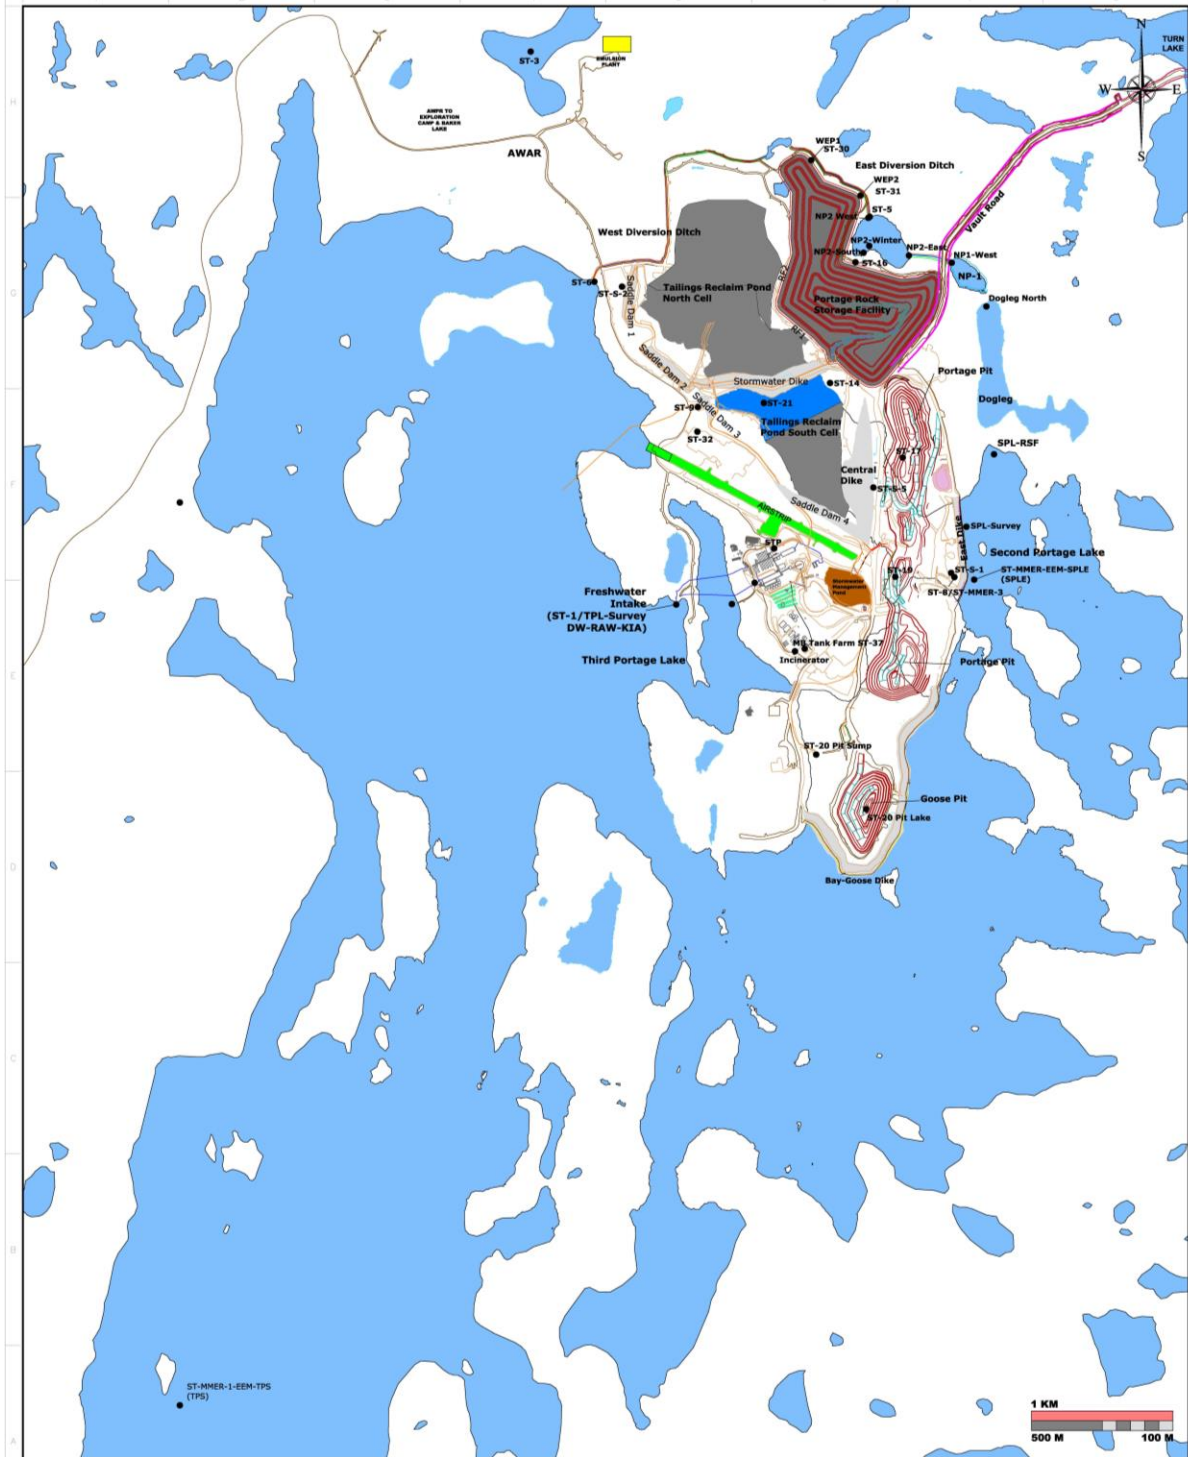 N
TURN
LAKE
W
E
S
ST-3
EMULSION
PLANT
AMPR TO
EXPLORATION
CAMP & BAKER
LAKE
AWAR
WEP1
ST-30
East Diversion Ditch
WEP2
ST-31
ST-5
NP2 West
Vault Road
West Diversion Ditch
NP2-Winter
NP2-East
NP2-South
ST-16
NP1-West
NP-1
ST-6
ST-S-2
Saddle Dam 1
Tailings Reclaim Pond
North Cell
RF2
Portage Rock
Storage Facility
Dogleg North
RF1
Saddle Dam 2
Portage Pit
Stormwater Dike
ST-14
Dogleg
ST-9
Saddle Dam 3
ST-21
Tailings Reclaim
Pond South Cell
ST-32
SPL-RSF
ST-17
Central
Dike
ST-S-5
Saddle Dam 4
AIRSTRIP
SPL-Survey
East Dike
STP
Second Portage Lake
ST-19
ST-S-1
ST-MMER-EEM-SPLE
(SPLE)
ST-8/ST-MMER-3
Stormwater
Management
Pond
Freshwater
Intake
(ST-1/TPL-Survey
DW-RAW-KIA)
MB Tank Farm ST-37
Incinerator
Third Portage Lake
Portage Pit
ST-20 Pit Sump
Goose Pit
ST-20 Pit Lake
Bay-Goose Dike
ST-MMER-1-EEM-TPS
(TPS)
1 KM
500 M
100 M
H
G
F
E
D
C
B
A